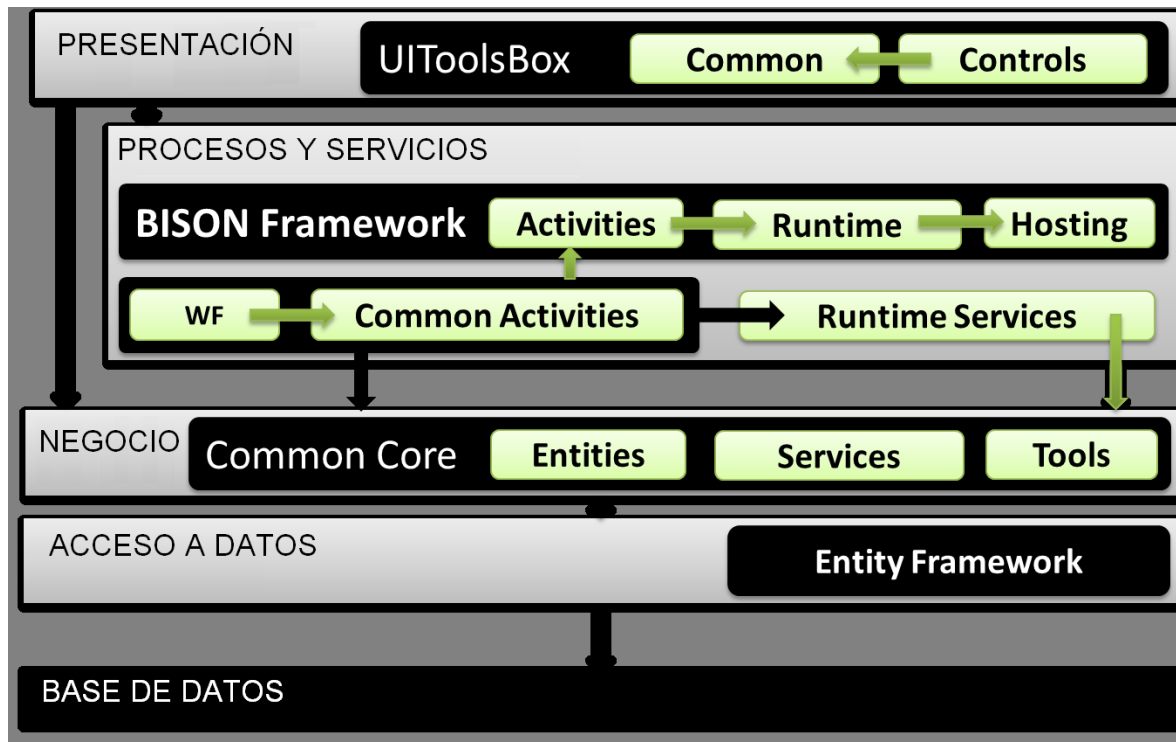 PRESENTACIÓN
UIToolsBox
Common
Controls
PROCESOS Y SERVICIOS
BISON Framework
Activities
Runtime
Hosting
WF
Common Activities
Runtime Services
NEGOCIO
Common Core
Entities
Services
Tools
ACCESO A DATOS
Entity Framework
BASE DE DATOS